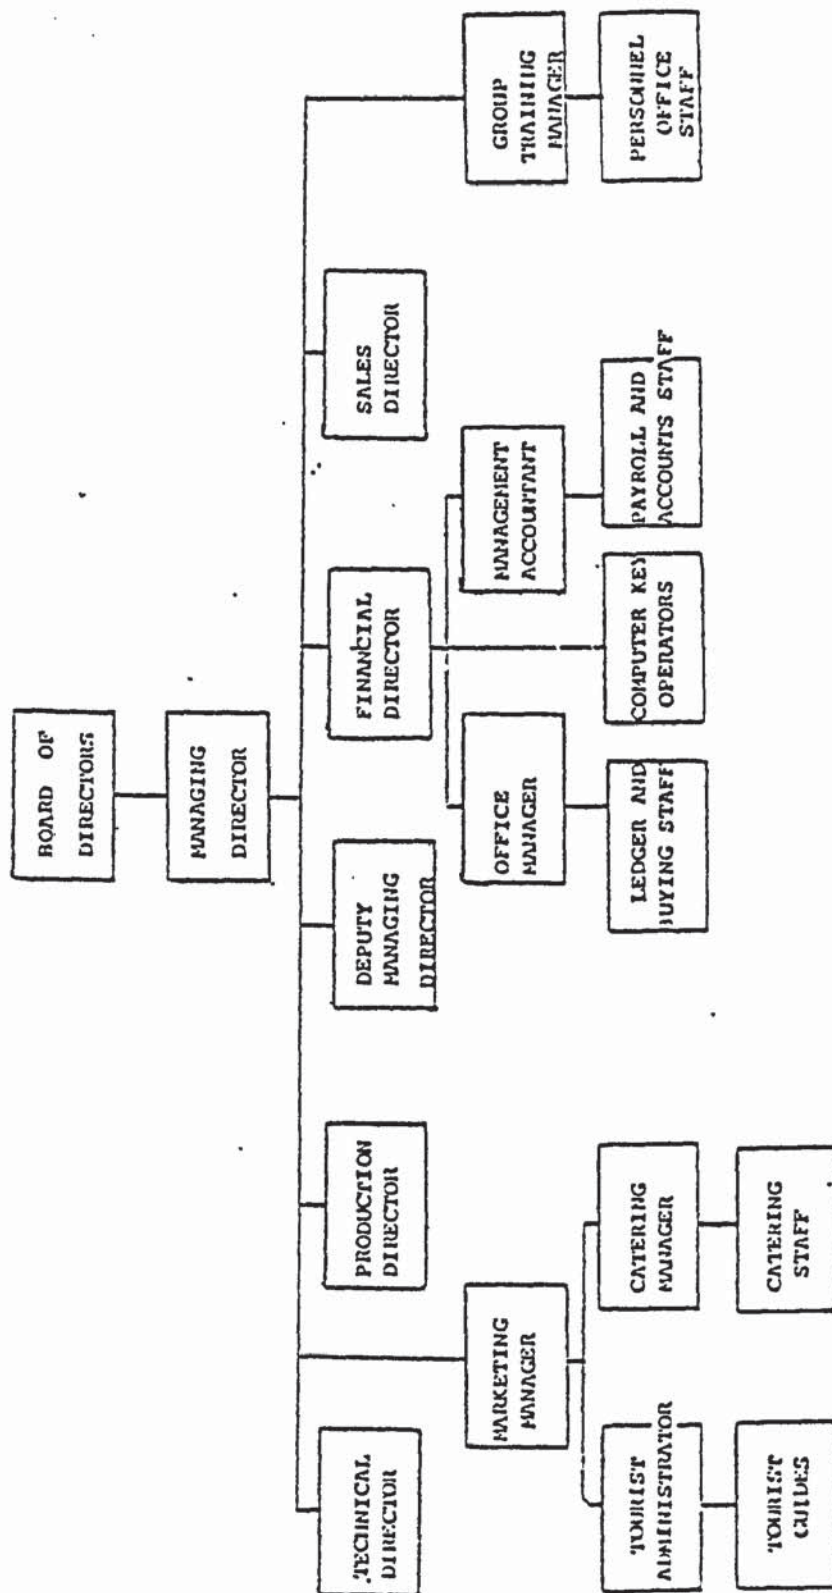 BOARD OF
DIRECTORS
MANAGING
DIRECTOR
TECHNICAL
DIRECTOR
PRODUCTION
DIRECTOR
DEPUTY
MANAGING
DIRECTOR
FINANCIAL
DIRECTOR
SALES
DIRECTOR
MARKETING
MANAGER
OFFICE
MANAGER
MANAGEMENT
ACCOUNTANT
GROUP
TRAINING
MANAGER
TOURIST
ADMINISTRATOR
CATERING
MANAGER
LEDGER AND
BUYING STAFF
COMPUTER KEY
OPERATORS
PAYROLL AND
ACCOUNTS STAFF
PERSONNEL
OFFICE
STAFF
TOURIST
GUIDES
CATERING
STAFF